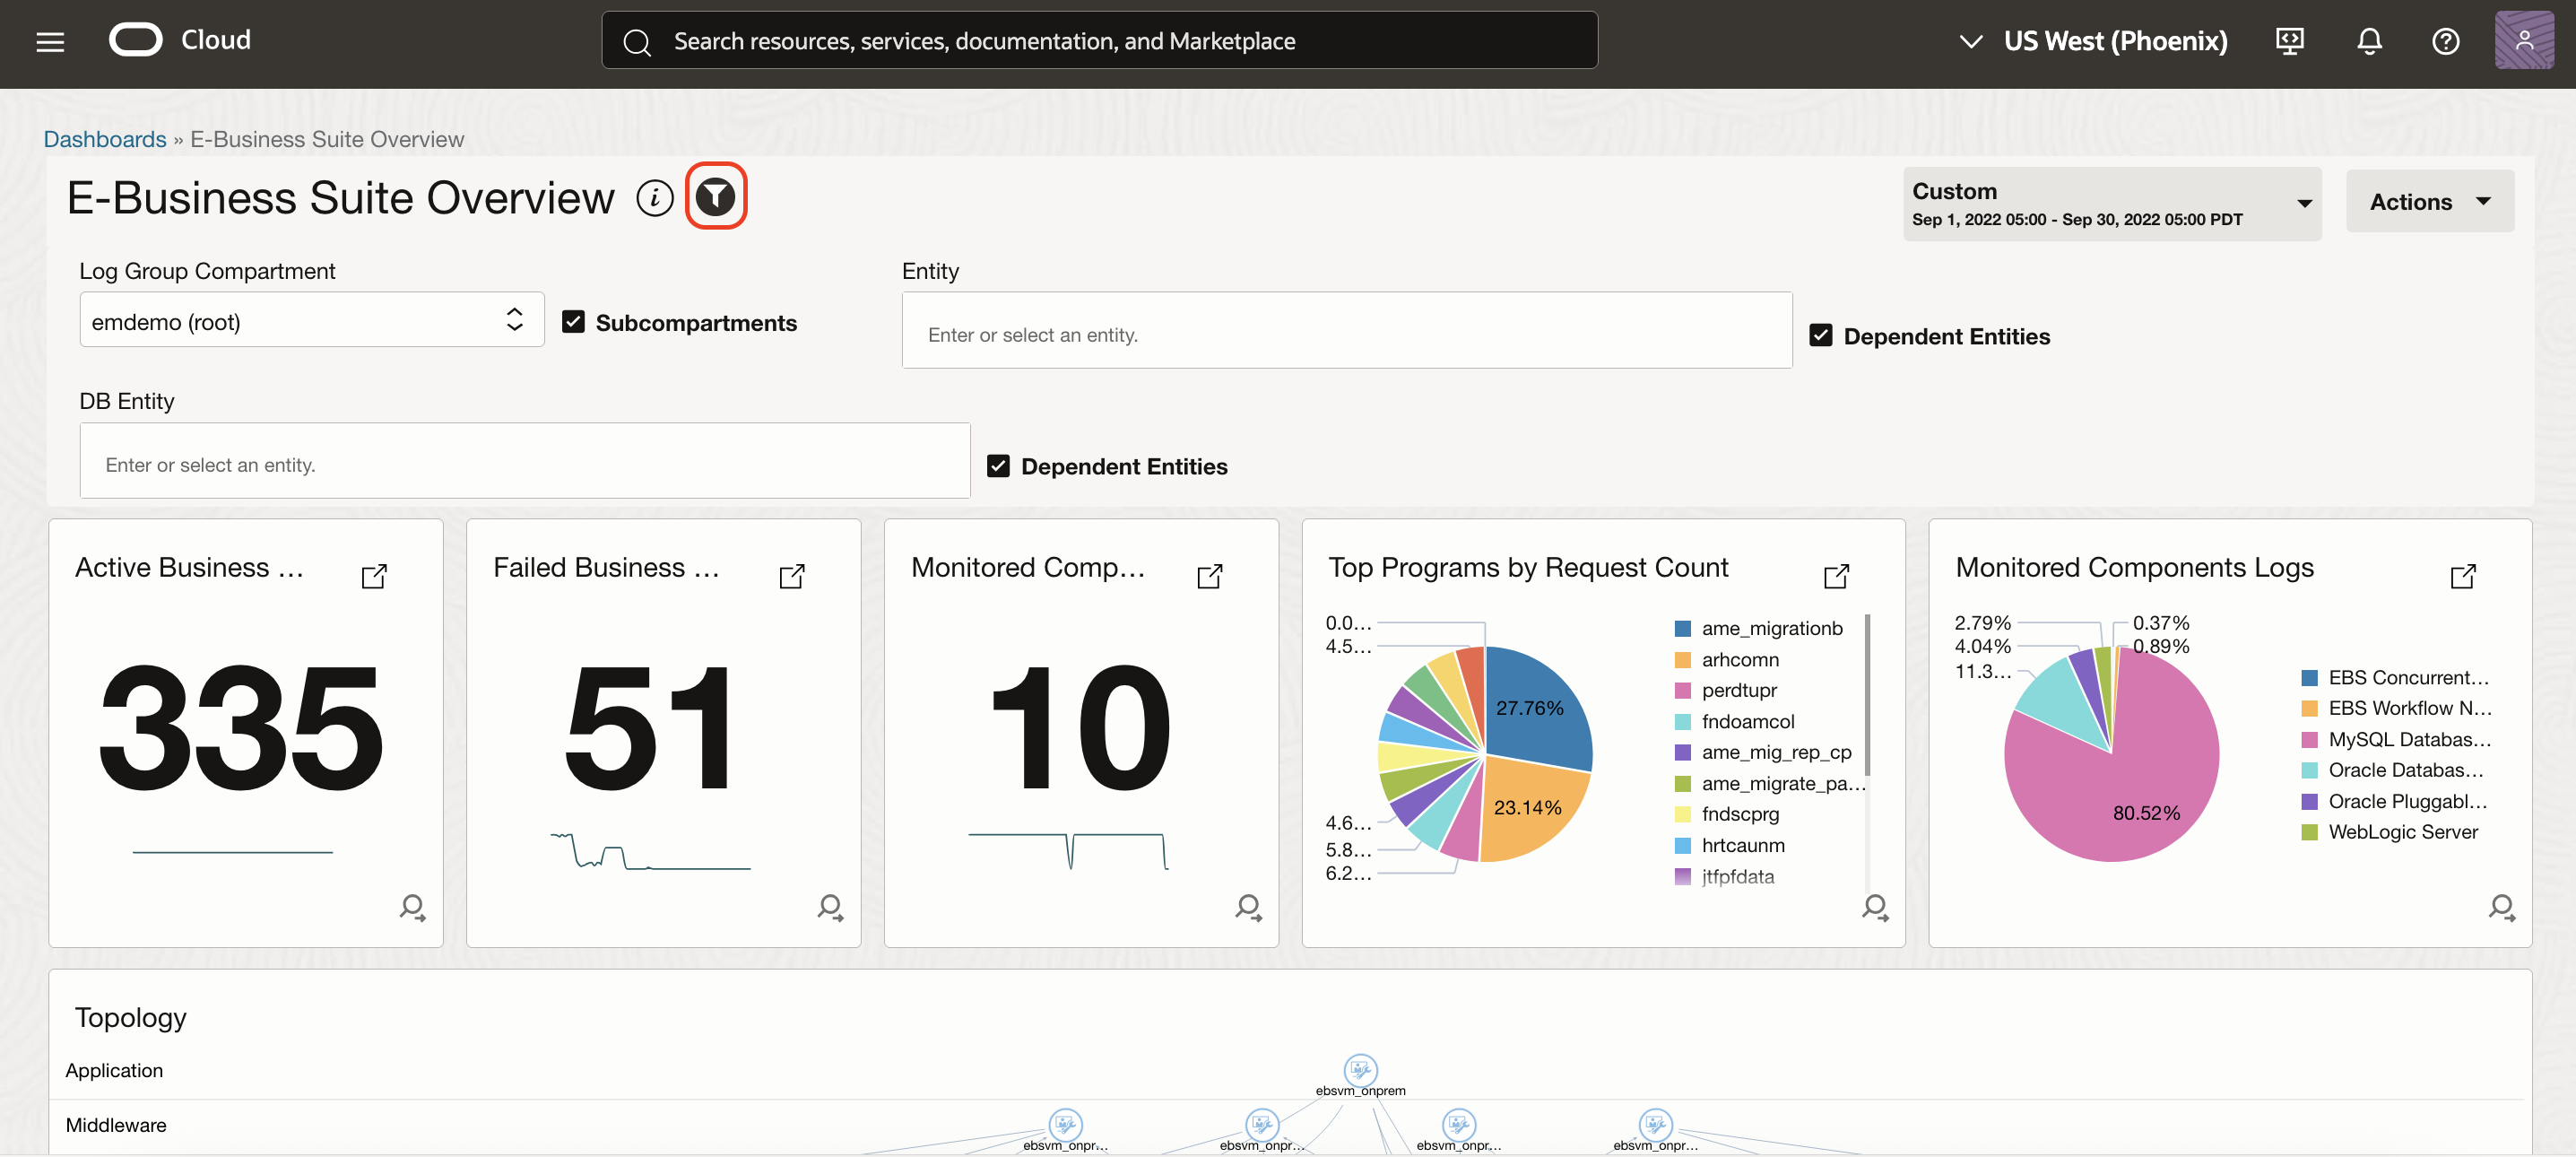 Cloud
Search resources, services, documentation, and Marketplace
US West (Phoenix)
Dashboards » E-Business Suite Overview
E-Business Suite Overview
Custom
Sep 1, 2022 05:00 - Sep 30, 2022 05:00 PDT
Actions
Log Group Compartment
emdemo (root)
Subcompartments
Entity
Enter or select an entity.
Dependent Entities
DB Entity
Enter or select an entity.
Dependent Entities
Active Business ...
335
Failed Business ...
51
Monitored Comp...
10
Top Programs by Request Count
0.0...
4.5...
27.76%
23.14%
4.6...
5.8...
6.2...
ame_migrationb
arhcomn
perdtupr
fndoamcol
ame_mig_rep_cp
ame_migrate_pa...
fndscprg
hrtcaunm
jtfpfdata
Monitored Components Logs
2.79%
4.04%
11.3...
0.37%
0.89%
80.52%
EBS Concurrent...
EBS Workflow N...
MySQL Databas...
Oracle Databas...
Oracle Pluggabl...
WebLogic Server
Topology
Application
ebsvm_onprem
Middleware
ebsvm_onpr...
ebsvm_onpr...
ebsvm_onpr...
ebsvm_onpr...